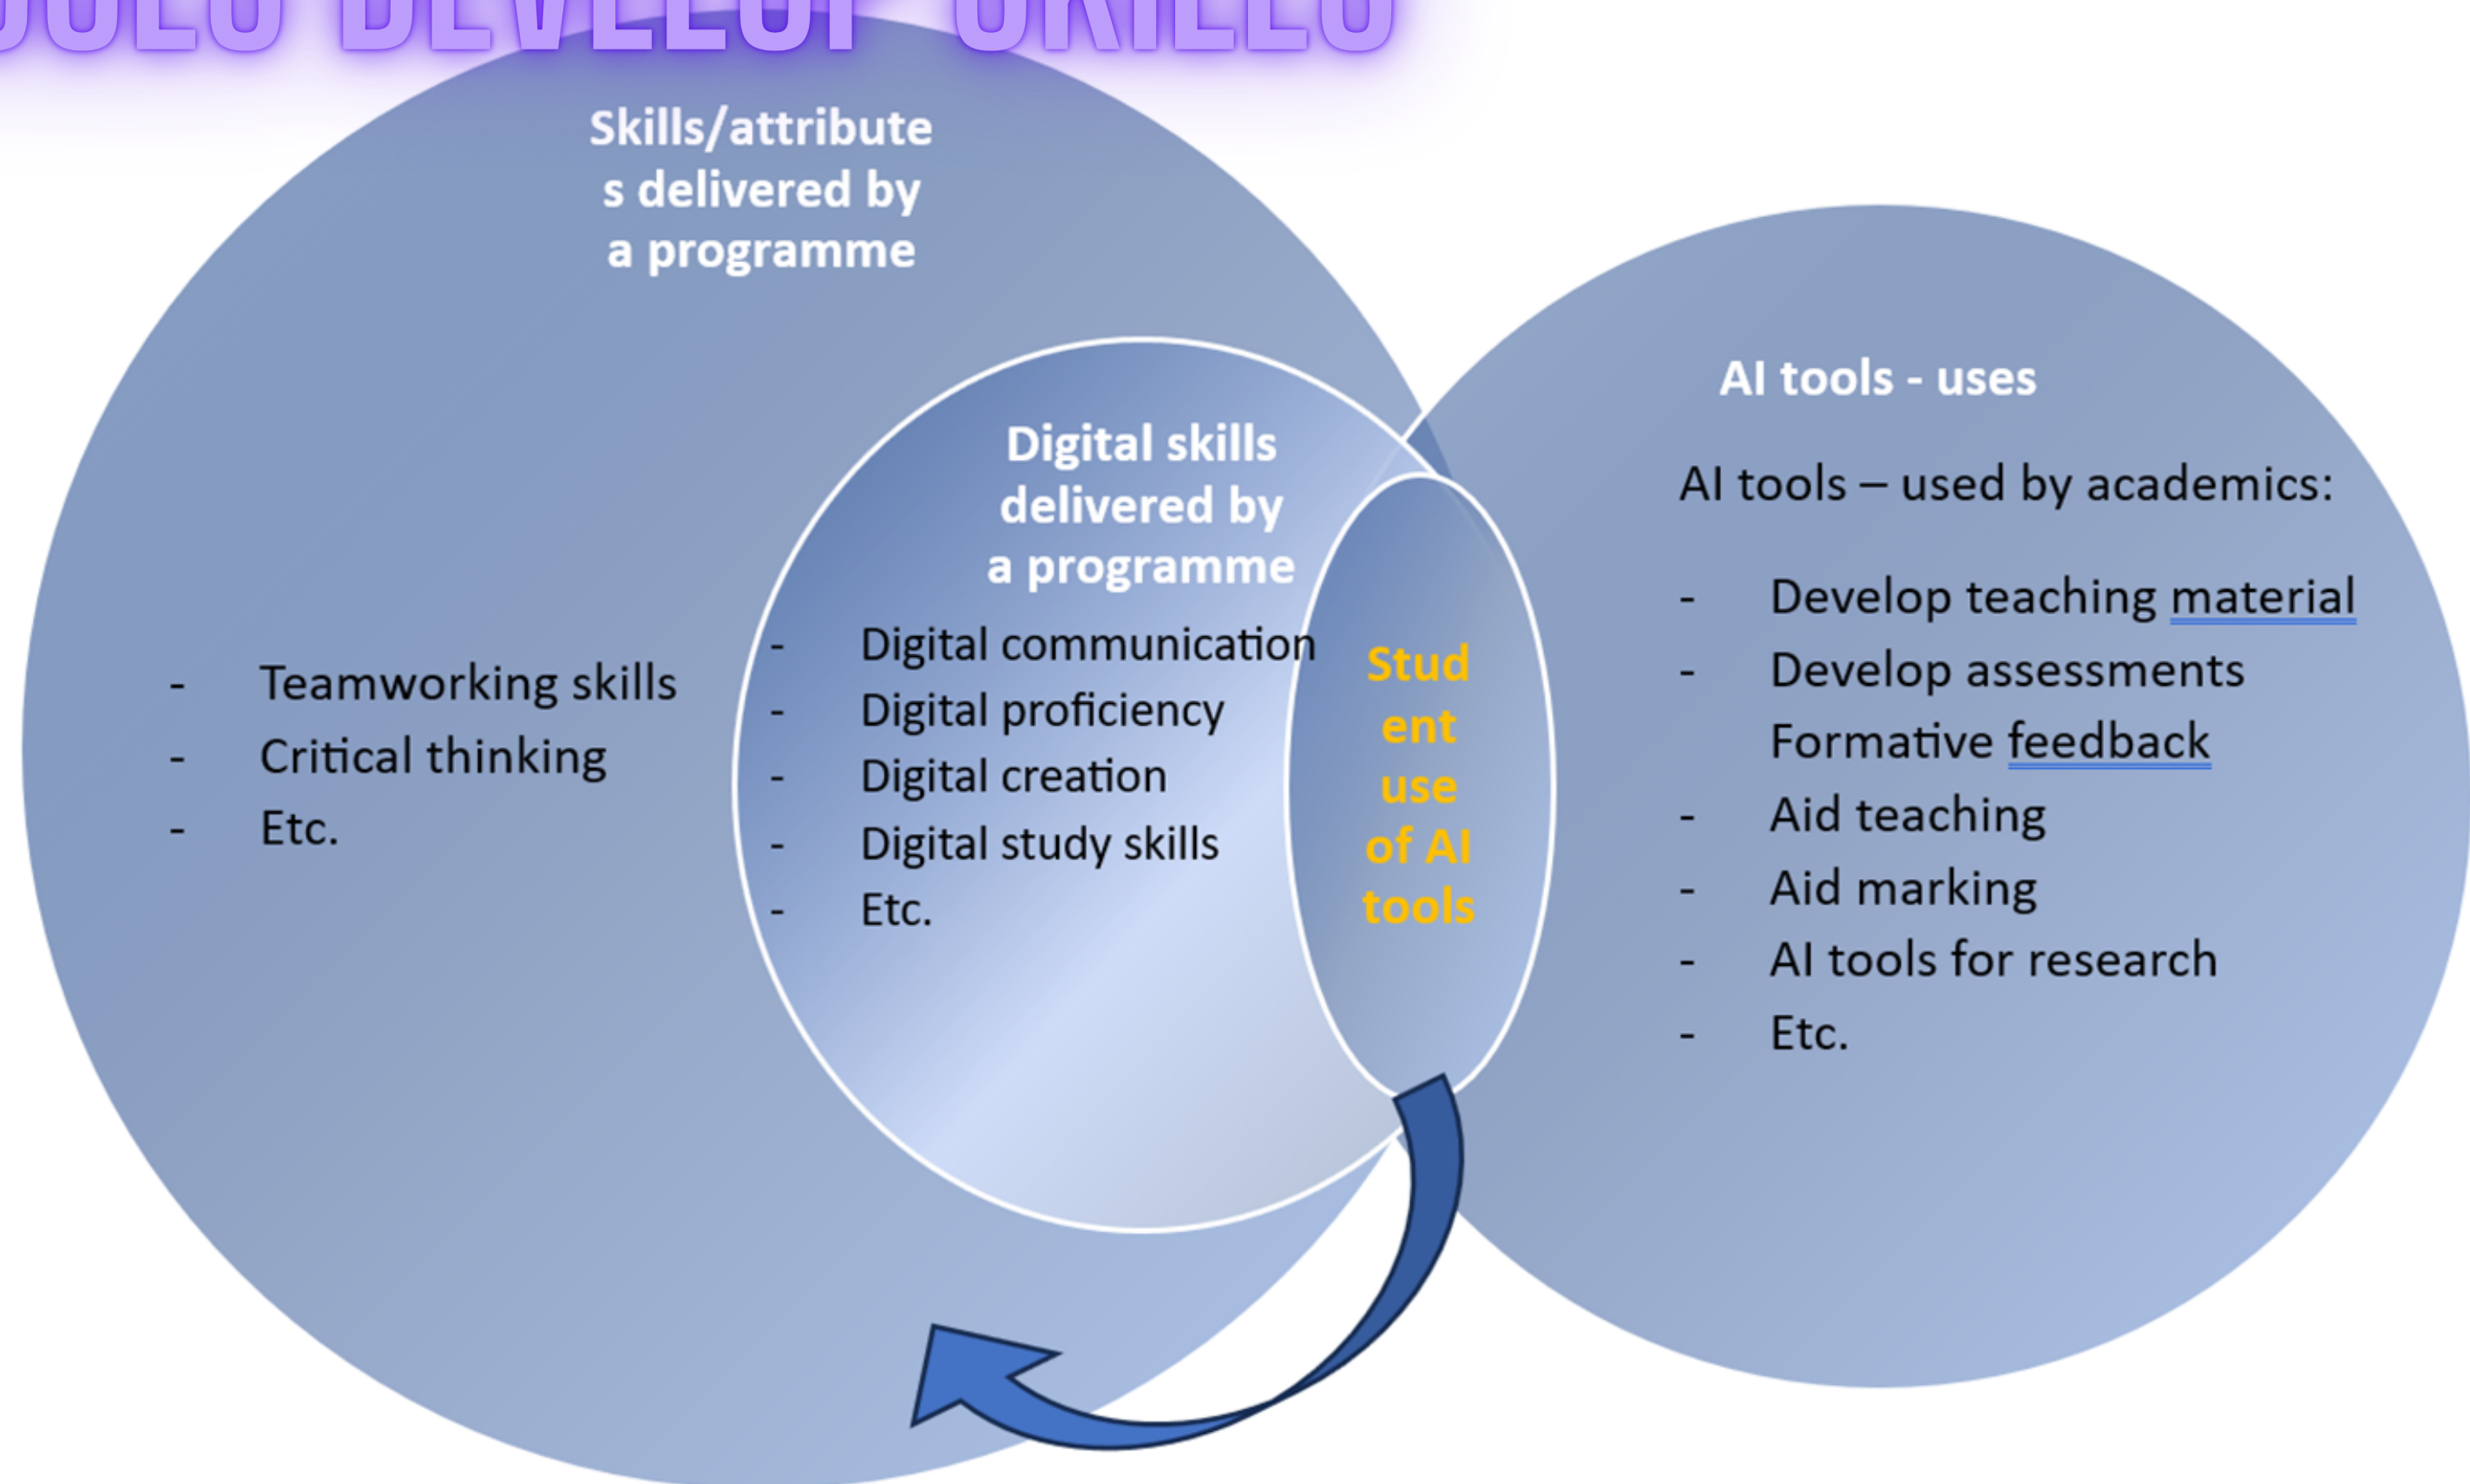 DEVELOP SKILLS
Skills/attribute
s delivered by
a programme
- Teamworking skills
- Critical thinking
- Etc.
Digital skills
delivered by
a programme
- Digital communication
- Digital proficiency
- Digital creation
- Digital study skills
- Etc.
Stud
ent
use
of AI
tools
AI tools - uses
AI tools – used by academics:
- Develop teaching material
- Develop assessments
Formative feedback
- Aid teaching
- Aid marking
- AI tools for research
- Etc.